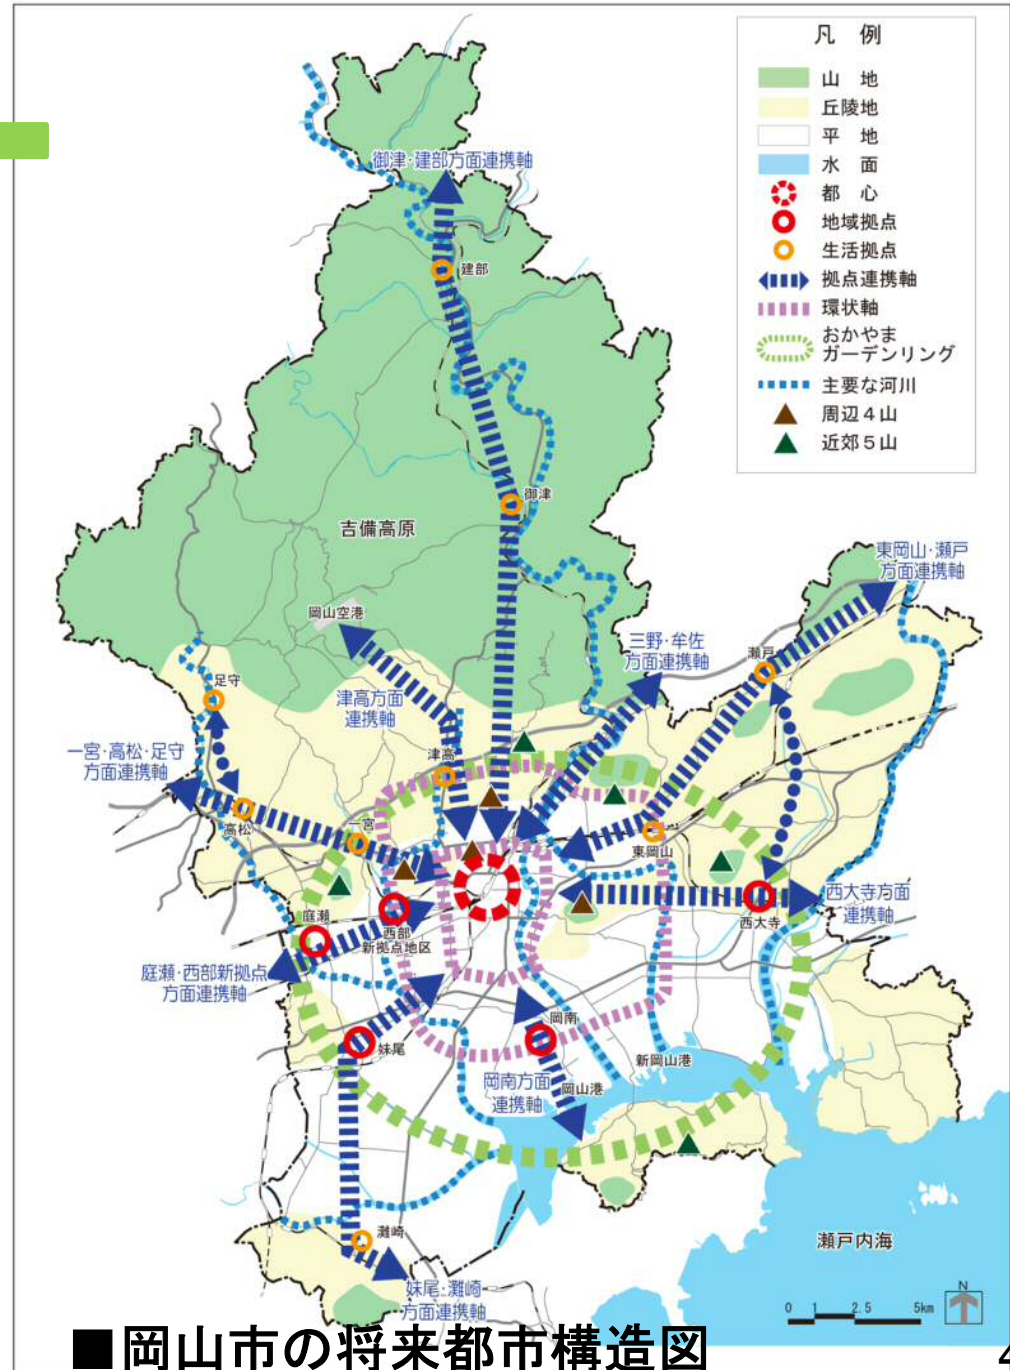 凡 例
山 地
丘陵地
平 地
水 面
都 心
地域拠点
生活拠点
拠点連携軸
環状軸
おかやま
ガーデンリング
主要な河川
周辺4山
近郊5山
御津・建部方面連携軸
建部
御津
吉備高原
東岡山・瀬戸
方面連携軸
岡山空港
三野・牟佐
方面連携軸
瀬戸
足守
津高方面
連携軸
一宮・高松・足守
方面連携軸
津高
高松
一宮
東岡山
西大寺方面
連携軸
西大寺
庭瀬
西部
新拠点地区
庭瀬・西部新拠点
方面連携軸
岡南
妹尾
新岡山港
岡南方面
連携軸
岡山港
灘崎
瀬戸内海
妹尾・灘崎
方面連携軸
N
0 1 2.5 5km
■岡山市の将来都市構造図
4